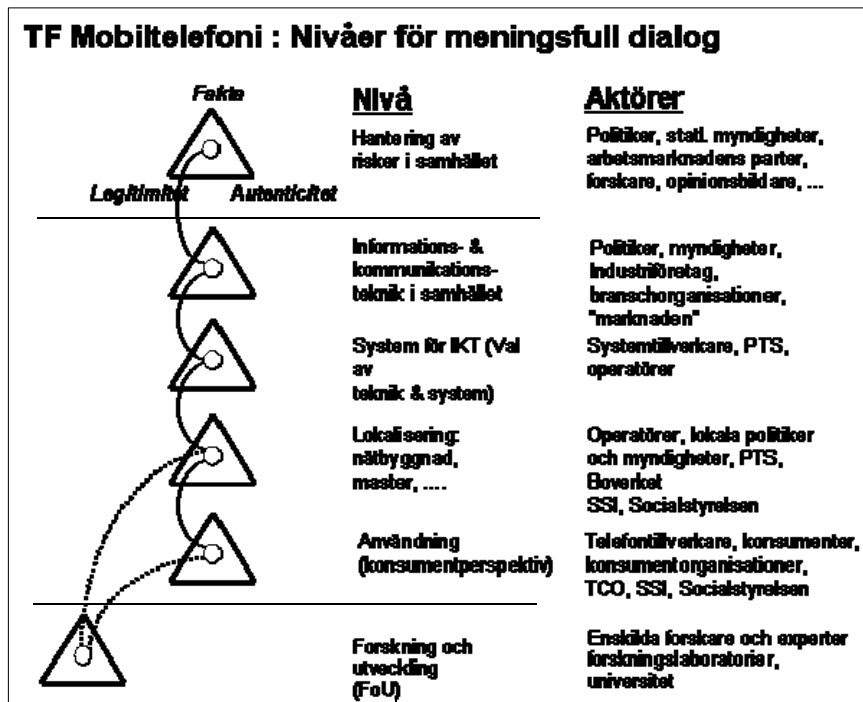 TF Mobiltelefoni : Nivåer för meningsfull dialog
Fakta
Legitimitet
Autenticitet
Nivå
Aktörer
Hantering av
risker i samhället
Politiker, statl. myndigheter,
arbetsmarknadens parter,
forskare, opinionsbildare, ...
Informations- &
kommunikations-
teknik i samhället
Politiker, myndigheter,
Industriföretag,
branschorganisationer,
"marknaden"
System för IKT (Val
av
teknik & system)
Systemtillverkare, PTS,
operatörer
Lokalisering:
nätbyggnad,
master, ....
Operatörer, lokala politiker
och myndigheter, PTS,
Boverket
SSI, Socialstyrelsen
Användning
(konsumentperspektiv)
Telefontillverkare, konsumenter,
konsumentorganisationer,
TCO, SSI, Socialstyrelsen
Forskning och
utveckling
(FoU)
Enskilda forskare och experter
forskningslaboratorier,
universitet